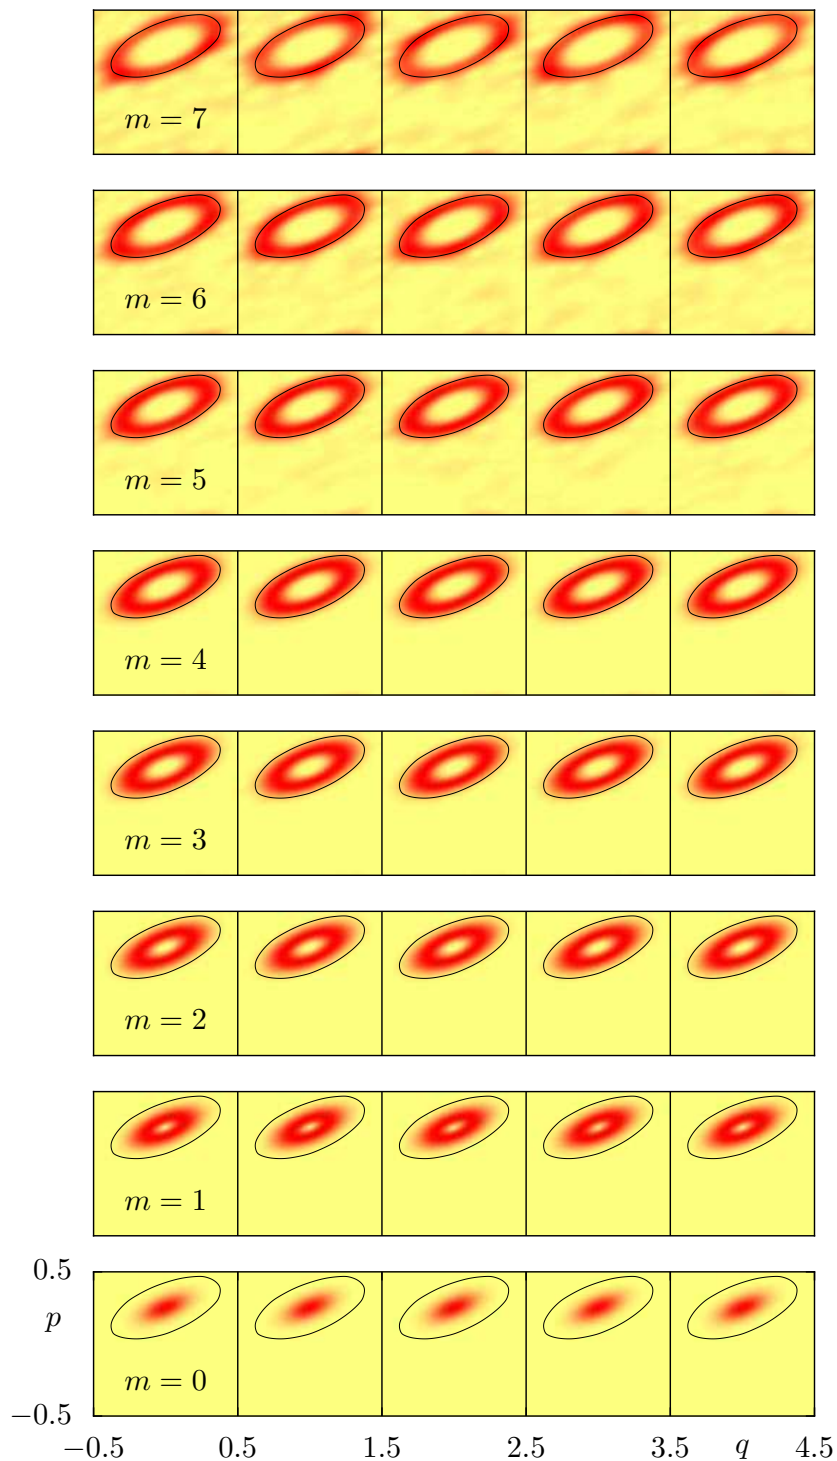 m = 7
m = 6
m = 5
m = 4
m = 3
m = 2
m = 1
0.5
p
m = 0
−0.5
−0.5 0.5 1.5 2.5 3.5 q 4.5